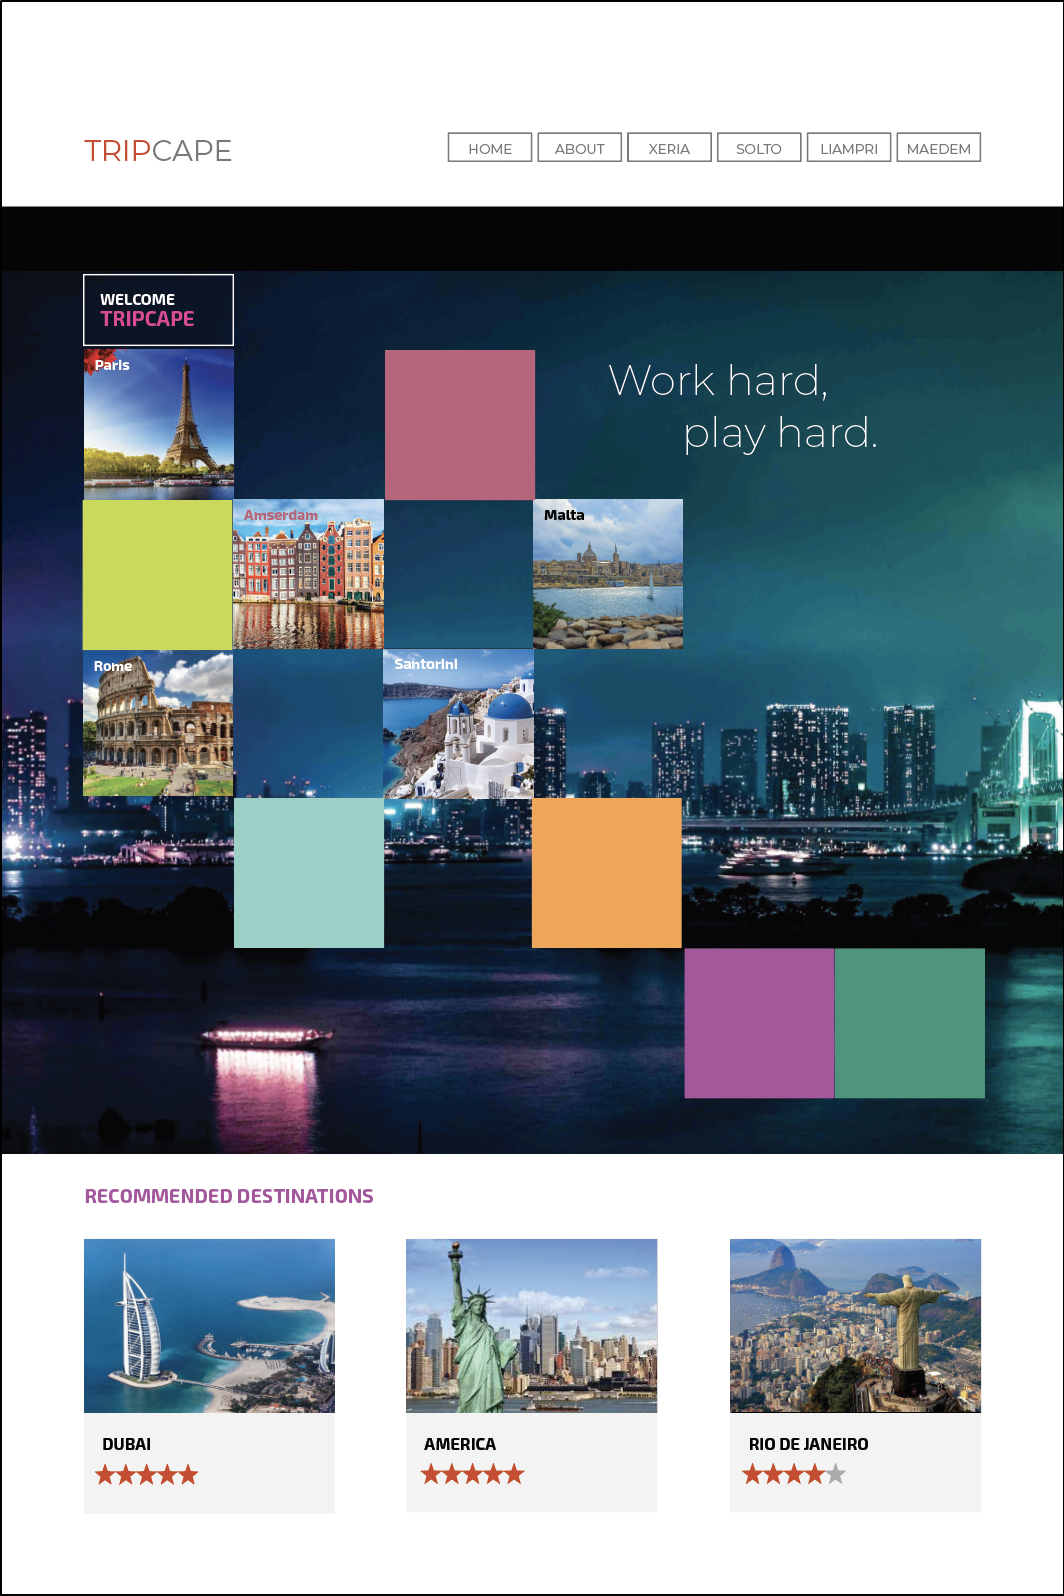 TRIPCAPE
HOME
ABOUT
XERIA
SOLTO
LIAMPRI
MAEDEM
WELCOME
TRIPCAPE
Paris
Work hard,
play hard.
Amserdam
Malta
Rome
Santorini
RECOMMENDED DESTINATIONS
DUBAI
AMERICA
RIO DE JANEIRO